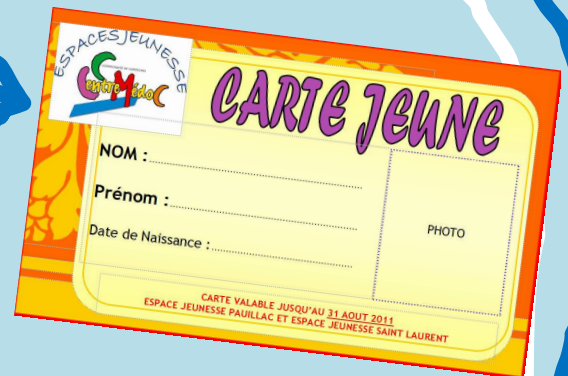 ESPACES JEUNESSE
Centre Médoc
CARTE JEUNE
NOM :
Prénom :
Date de Naissance :
PHOTO
CARTE VALABLE JUSQU'AU 31 AOUT 2011
ESPACE JEUNESSE PAUILLAC ET ESPACE JEUNESSE SAINT LAURENT